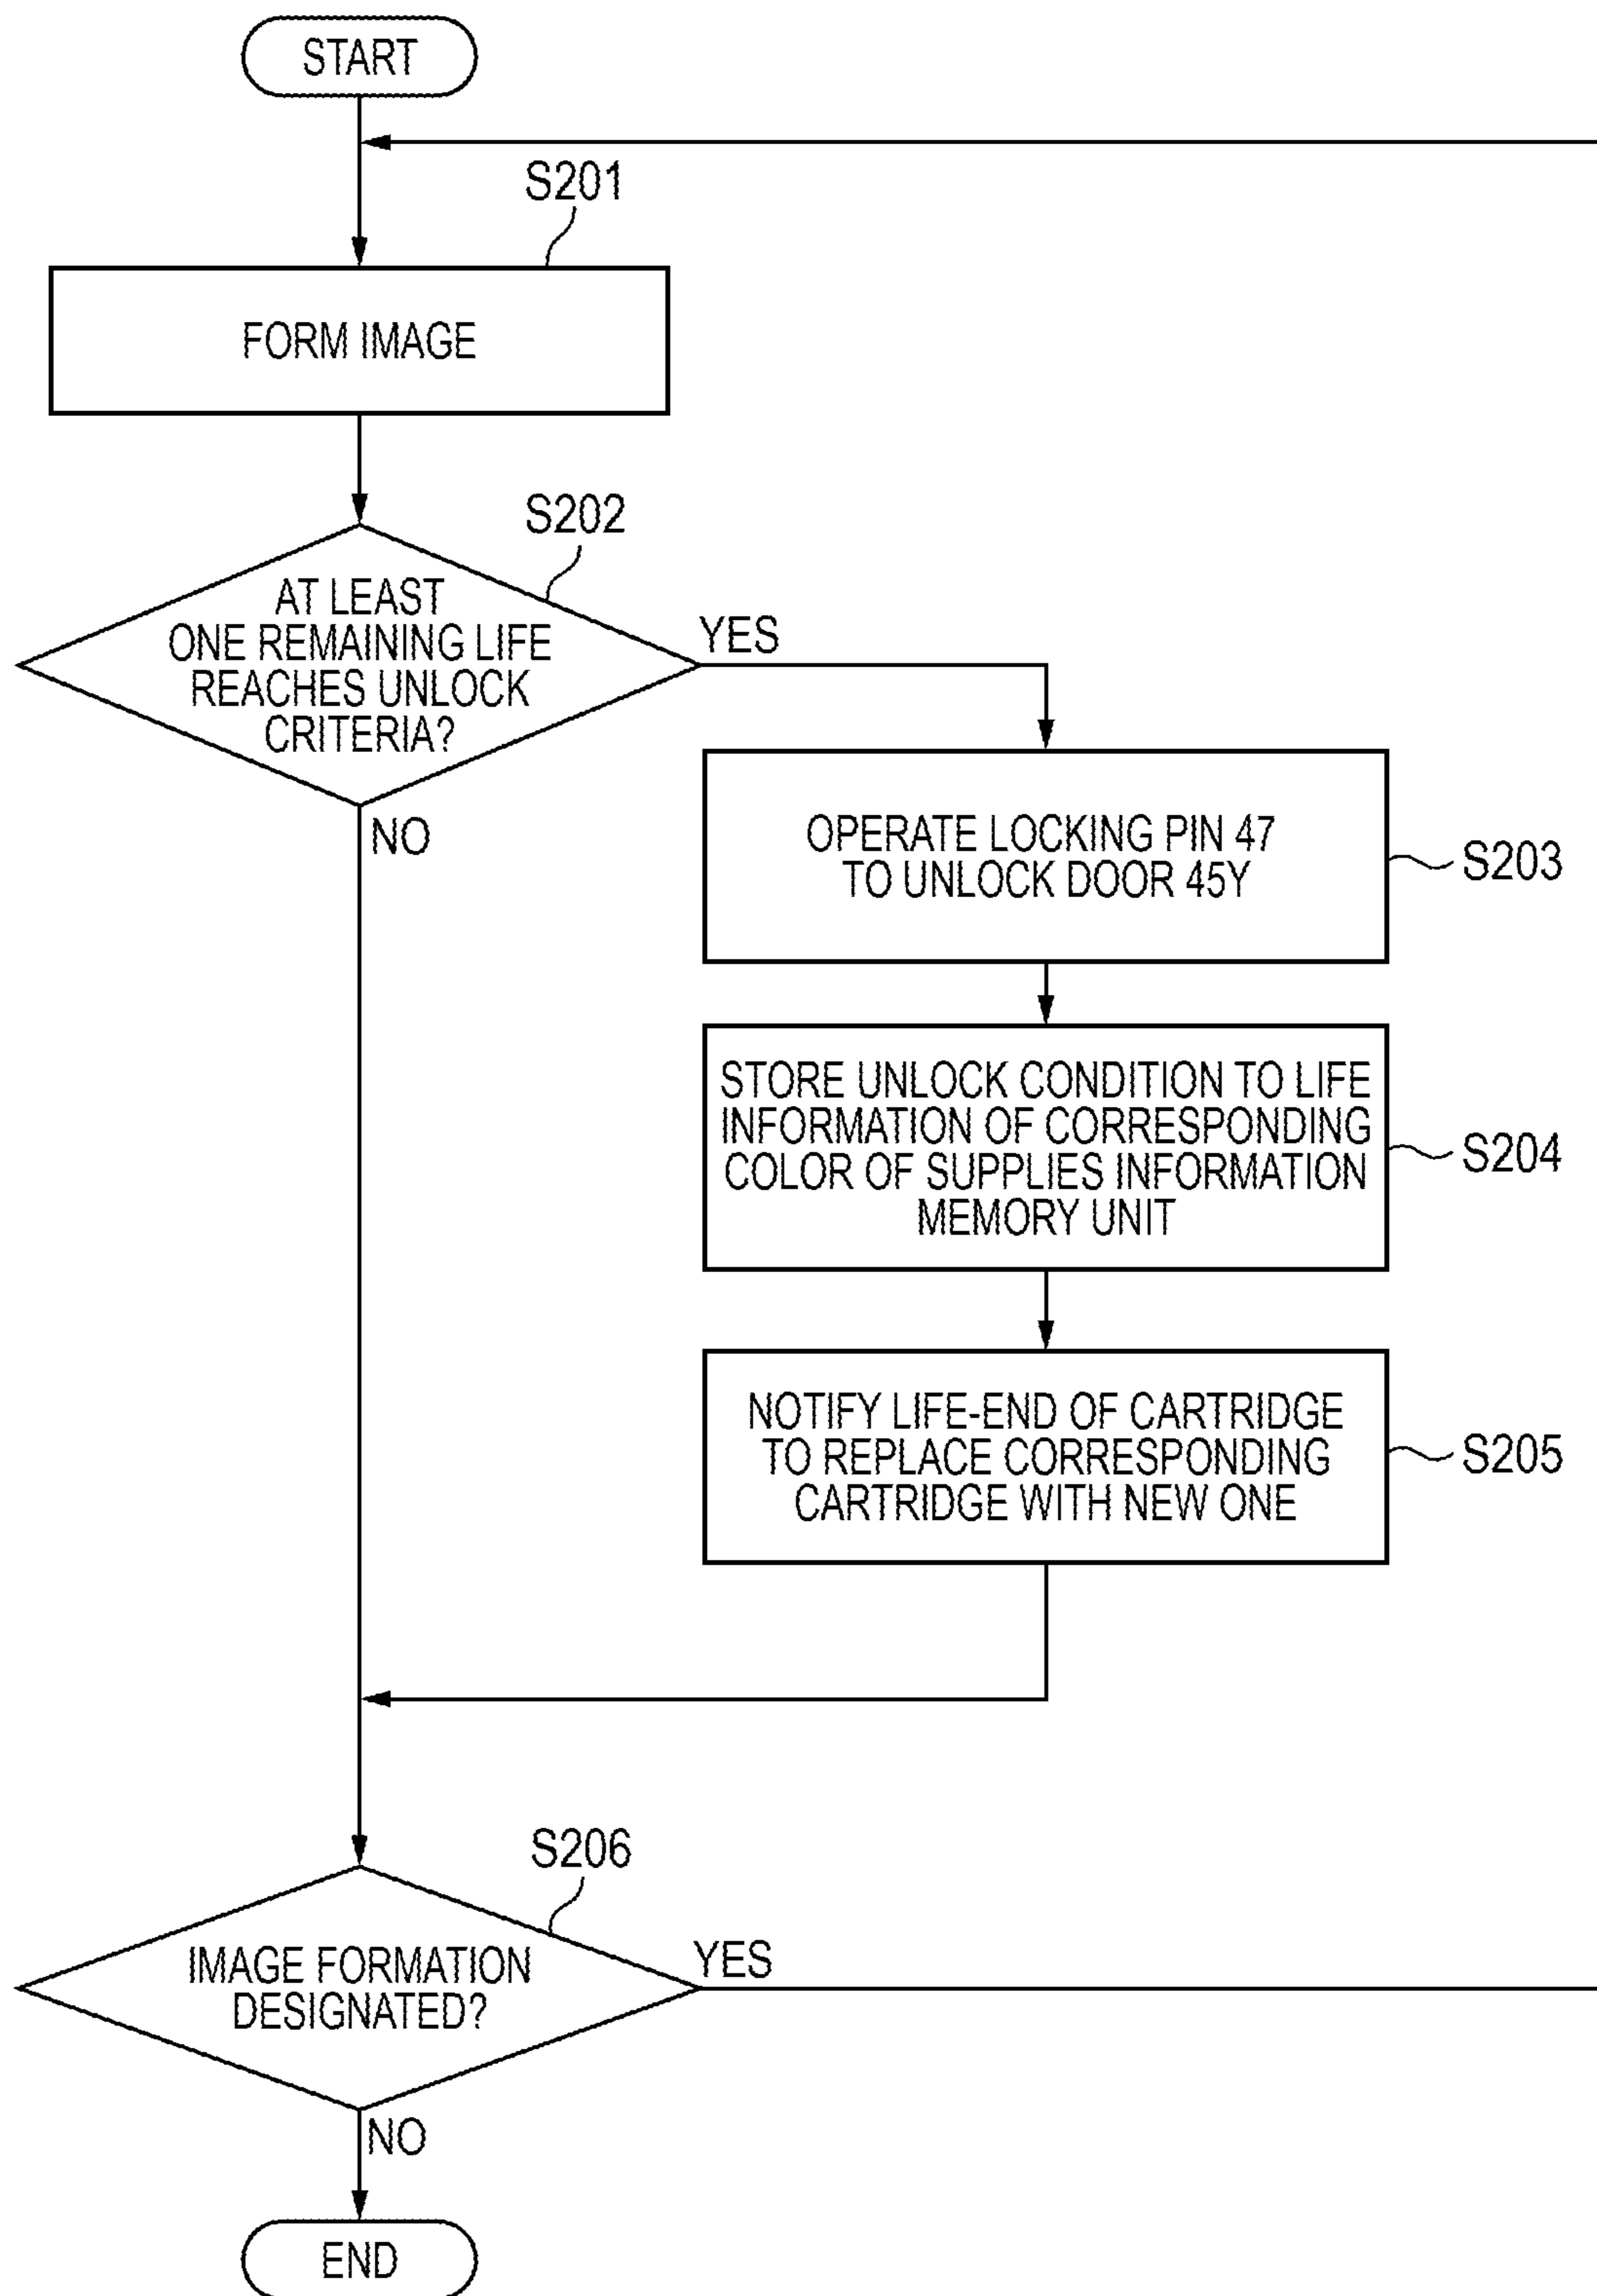 START
S201
FORM IMAGE
S202
AT LEAST
ONE REMAINING LIFE
REACHES UNLOCK
CRITERIA?
YES
NO
OPERATE LOCKING PIN 47
TO UNLOCK DOOR 45Y
S203
STORE UNLOCK CONDITION TO LIFE
INFORMATION OF CORRESPONDING
COLOR OF SUPPLIES INFORMATION
MEMORY UNIT
S204
NOTIFY LIFE-END OF CARTRIDGE
TO REPLACE CORRESPONDING
CARTRIDGE WITH NEW ONE
S205
S206
IMAGE FORMATION
DESIGNATED?
YES
NO
END